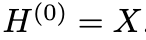 H^{(0)} = X.